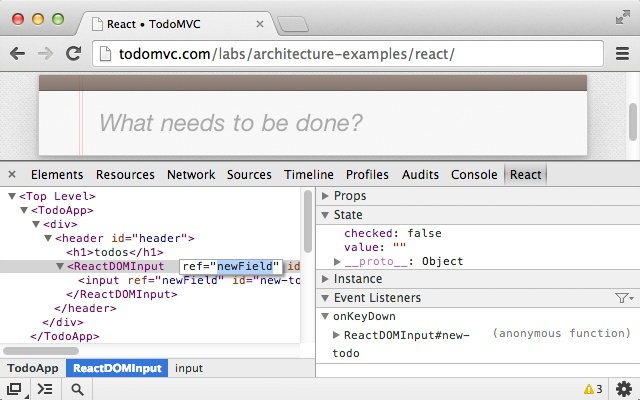 React • TodoMVC
todomvc.com/labs/architecture-examples/react/
What needs to be done?
Elements Resources Network Sources Timeline Profiles Audits Console React
<Top Level>
<TodoApp>
<div>
<header id="header">
<h1>todos</h1>
<ReactDOMInput ref="newField" id
<input ref="newField" id="new-to
</ReactDOMInput>
</header>
</div>
</TodoApp>
TodoApp ReactDOMInput input
Props
State
checked: false
value: ""
__proto__: Object
Instance
Event Listeners
onKeyDown
ReactDOMInput#new-todo (anonymous function)
3